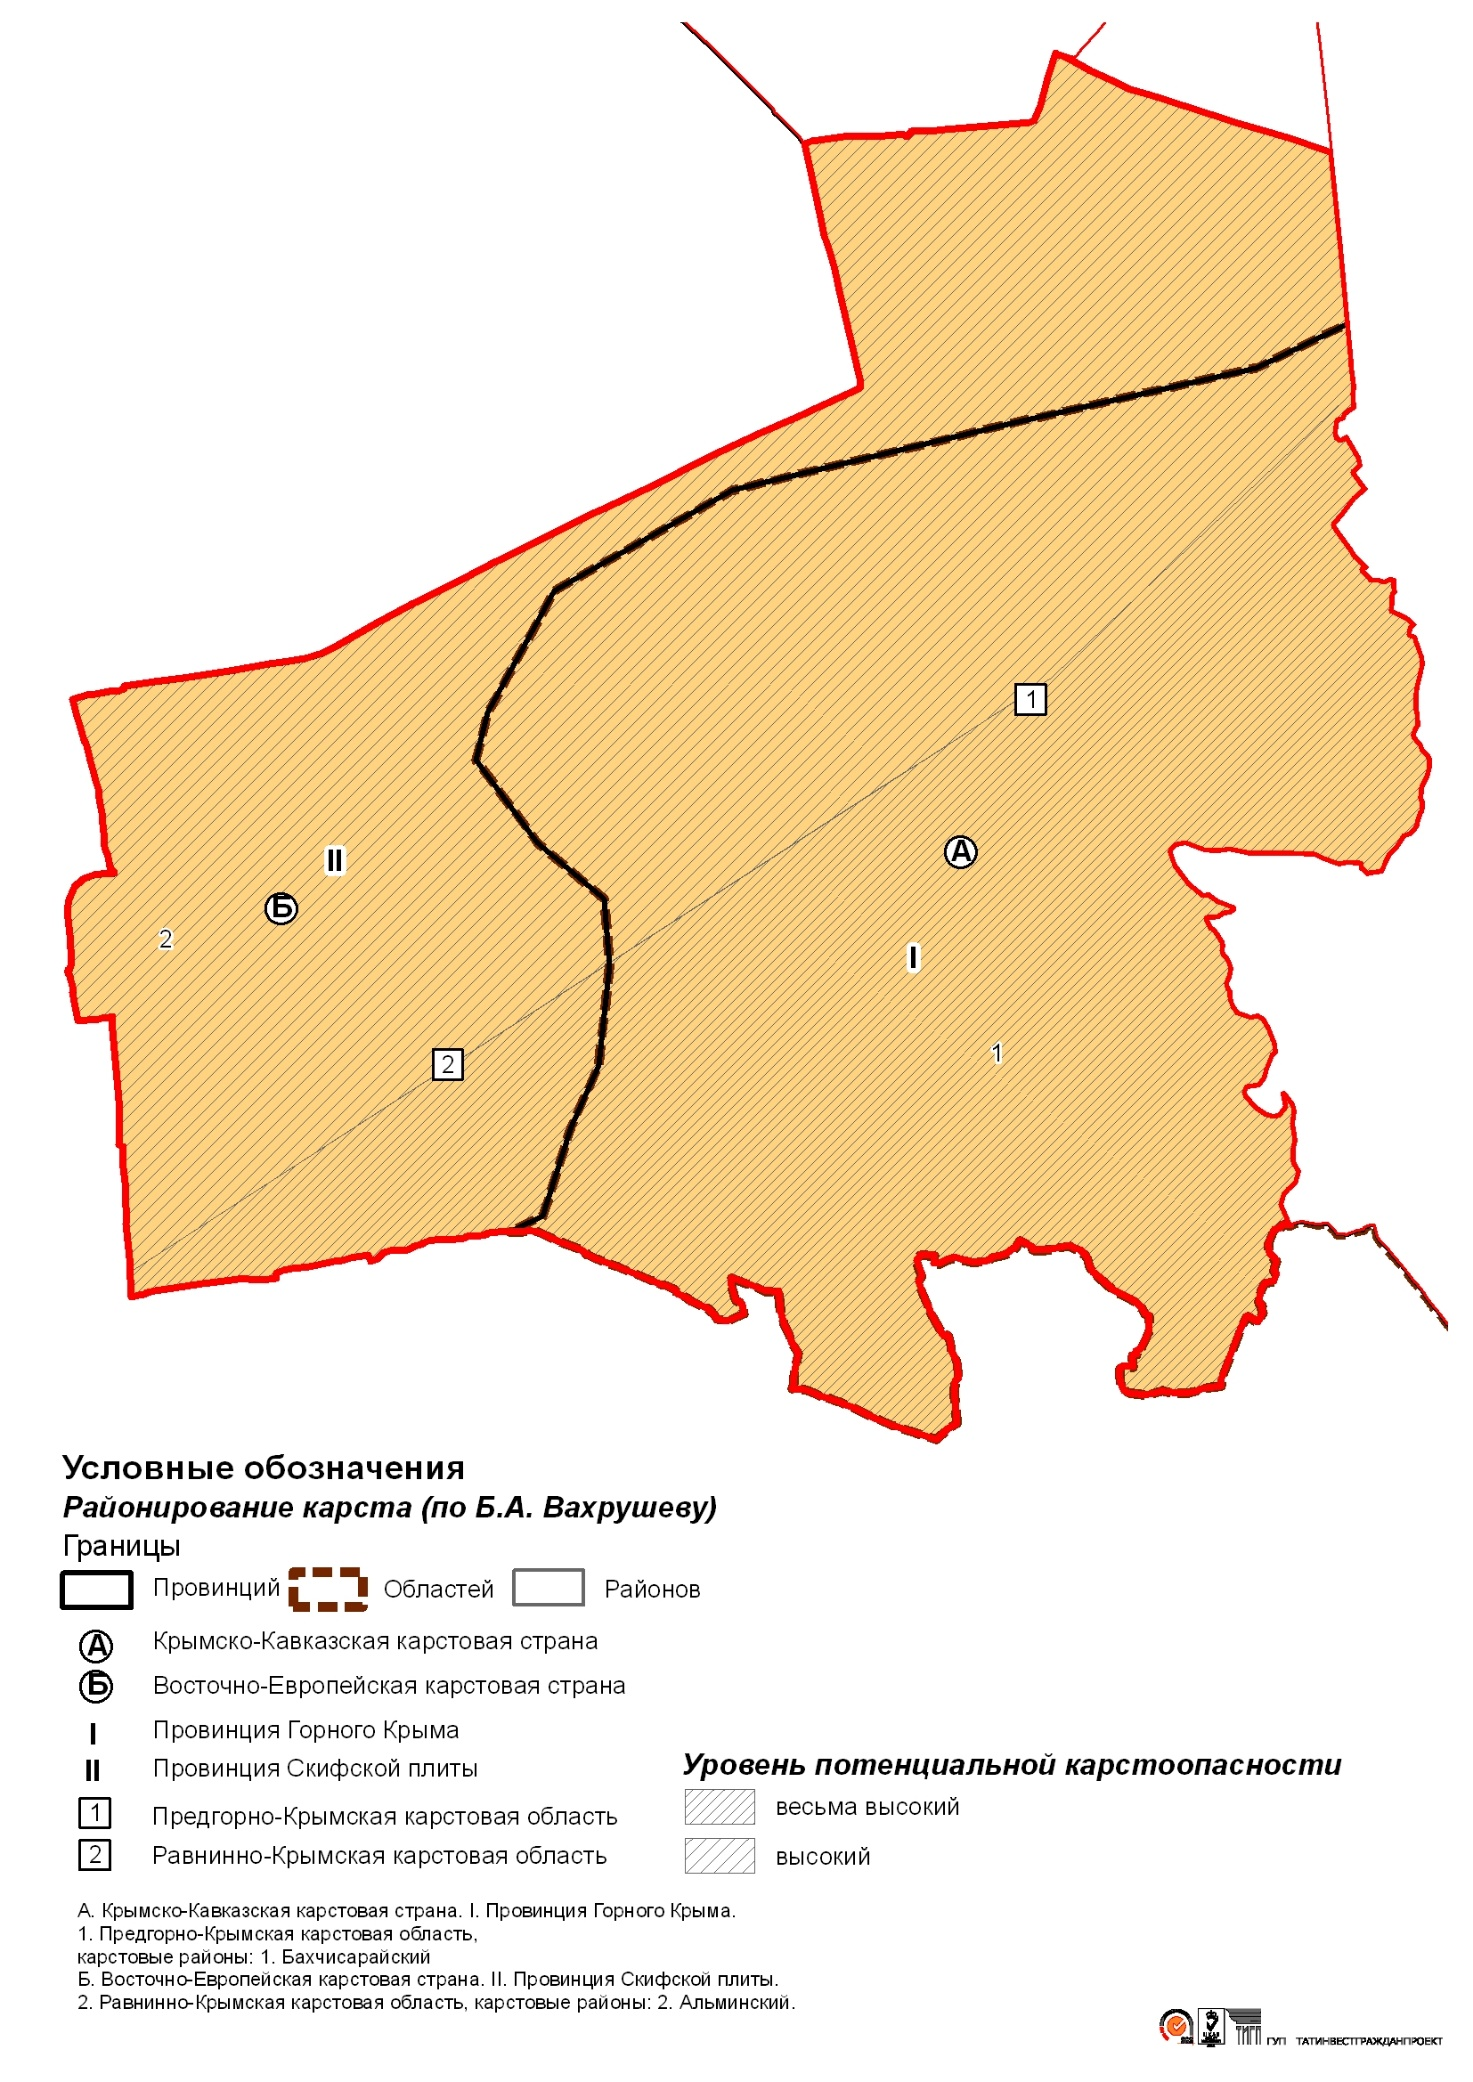 1
А
II
Б
I
2
1
2
Условные обозначения
Районирование карста (по Б.А. Вахрушеву)
Границы
Провинций Областей Районов
А Крымско-Кавказская карстовая страна
Б Восточно-Европейская карстовая страна
I Провинция Горного Крыма
II Провинция Скифской плиты
1 Предгорно-Крымская карстовая область
2 Равнинно-Крымская карстовая область
Уровень потенциальной карстоопасности
весьма высокий
высокий
А. Крымско-Кавказская карстовая страна. I. Провинция Горного Крыма.
1. Предгорно-Крымская карстовая область,
карстовые районы: 1. Бахчисарайский
Б. Восточно-Европейская карстовая страна. II. Провинция Скифской плиты.
2. Равнинно-Крымская карстовая область, карстовые районы: 2. Альминский.
ТИГП ГУП ТАТИНВЕСТГРАЖДАНПРОЕКТ